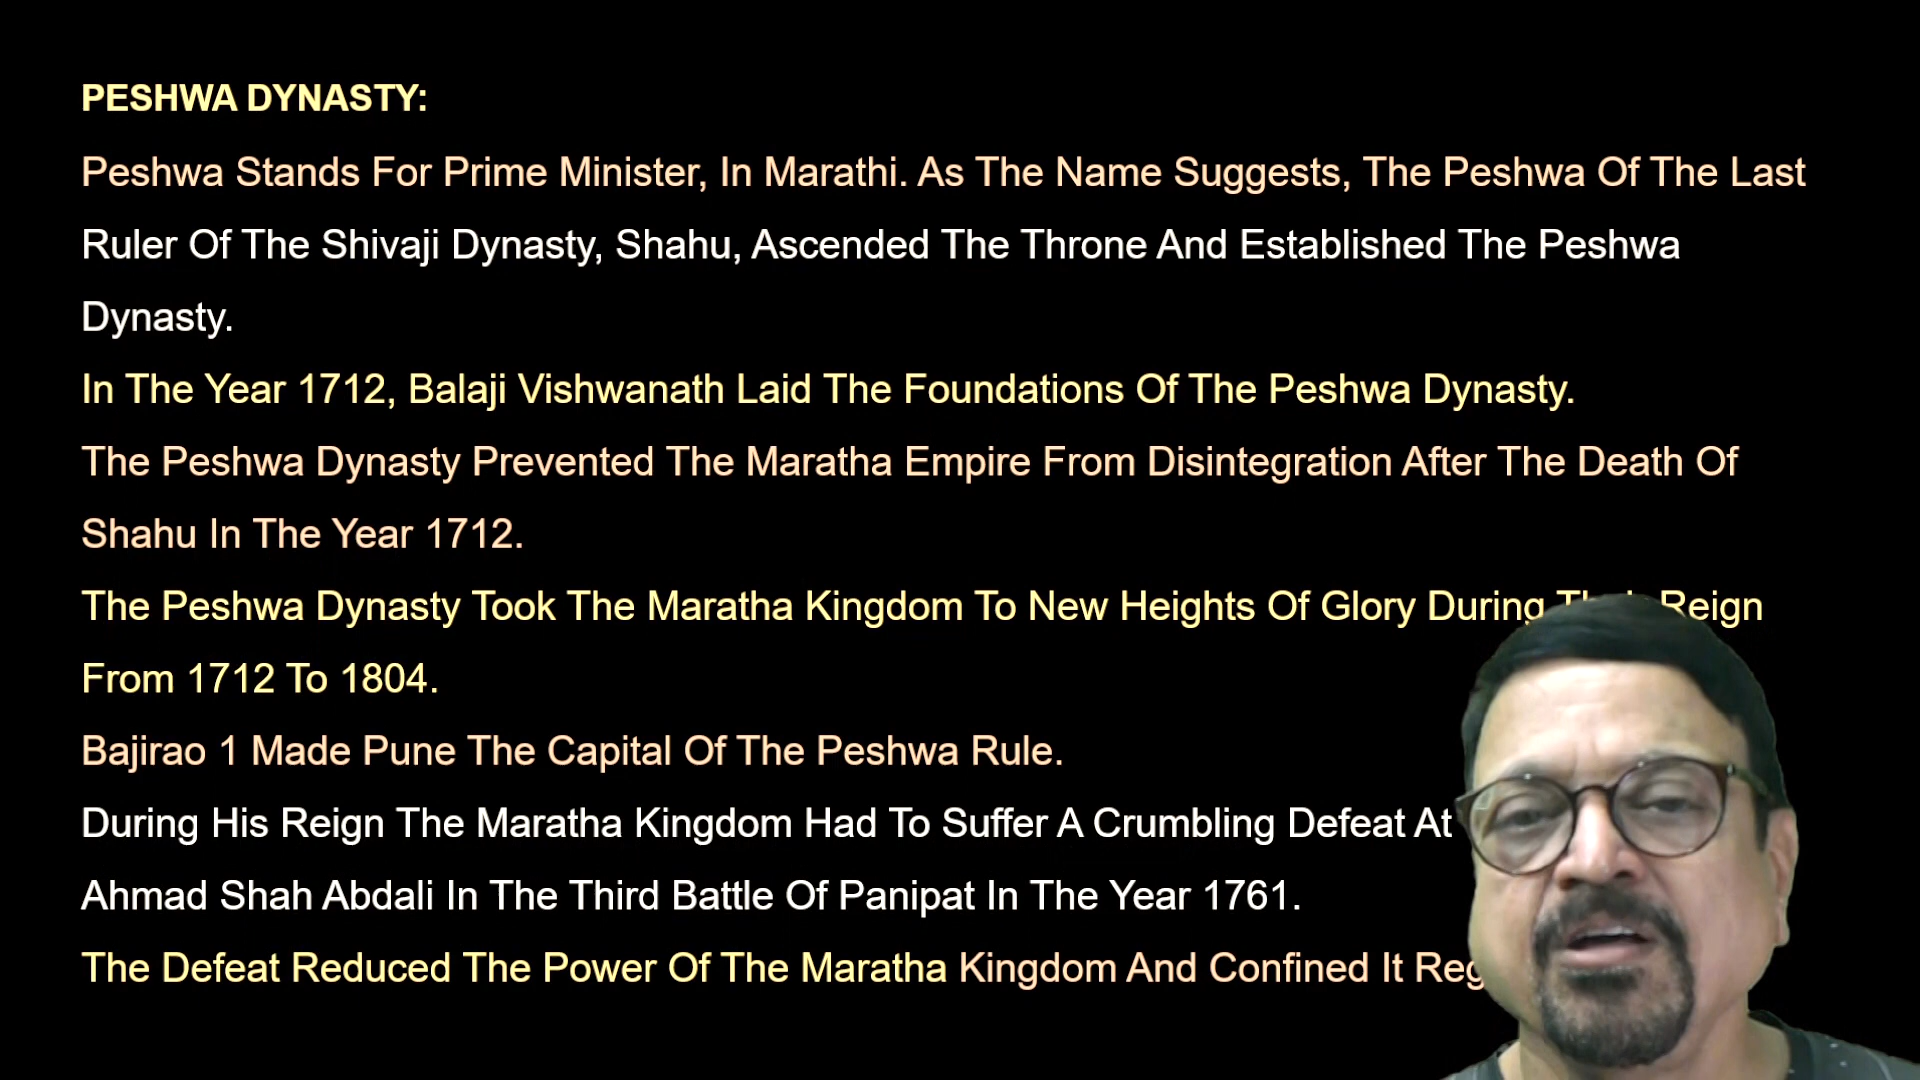 PESHWA DYNASTY:
Peshwa Stands For Prime Minister, In Marathi. As The Name Suggests, The Peshwa Of The Last
Ruler Of The Shivaji Dynasty, Shahu, Ascended The Throne And Established The Peshwa
Dynasty.
In The Year 1712, Balaji Vishwanath Laid The Foundations Of The Peshwa Dynasty.
The Peshwa Dynasty Prevented The Maratha Empire From Disintegration After The Death Of
Shahu In The Year 1712.
The Peshwa Dynasty Took The Maratha Kingdom To New Heights Of Glory During Reign
From 1712 To 1804.
Bajirao 1 Made Pune The Capital Of The Peshwa Rule.
During His Reign The Maratha Kingdom Had To Suffer A Crumbling Defeat At
Ahmad Shah Abdali In The Third Battle Of Panipat In The Year 1761.
The Defeat Reduced The Power Of The Maratha Kingdom And Confined It